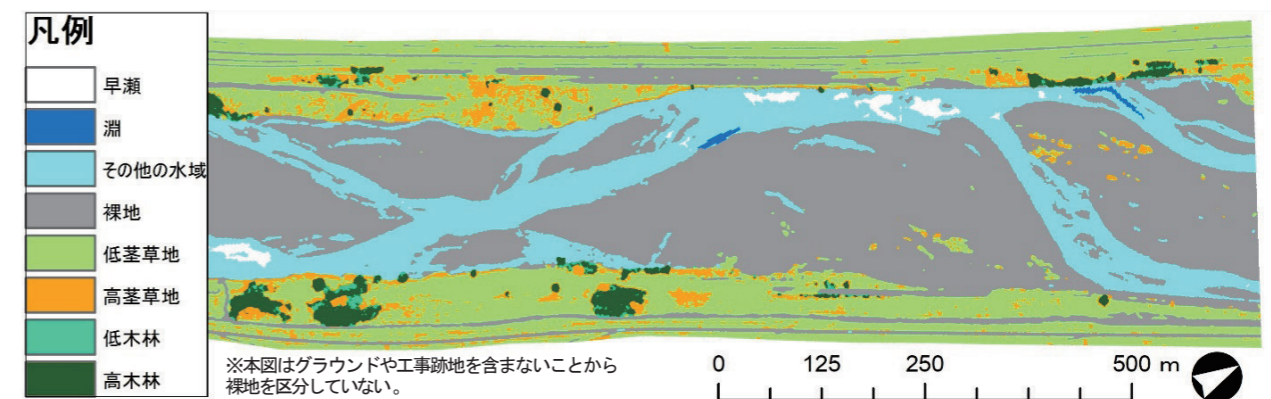 凡例
早瀬
淵
その他の水域
裸地
低茎草地
高茎草地
低木林
高木林
※本図はグラウンドや工事跡地を含まないことから
裸地を区分していない。
0 125 250 500 m